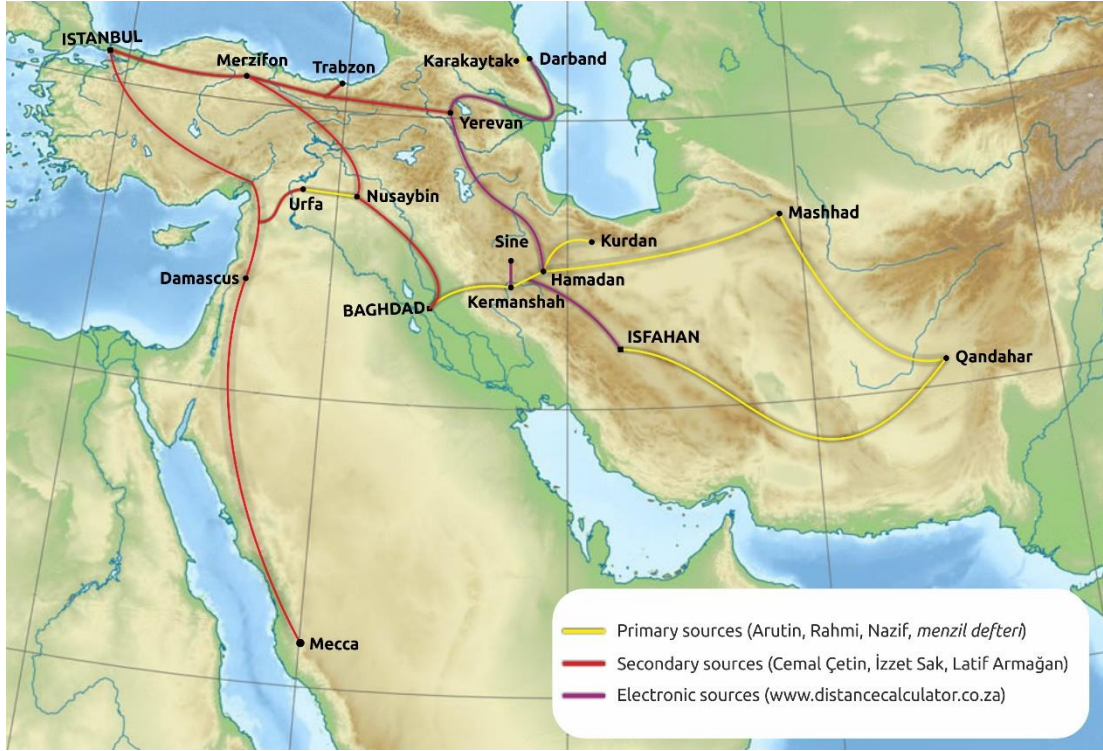 ISTANBUL
Merzifon
Trabzon
Karakaytak
Darband
Yerevan
Urfa
Nusaybin
Mashhad
Sine
Kurdan
Hamadan
Damascus
Kermanshah
BAGHDAD
ISFAHAN
Qandahar
Mecca
Primary sources (Arutin, Rahmi, Nazif, menzil defteri)
Secondary sources (Cemal Çetin, İzzet Sak, Latif Armağan)
Electronic sources (www.distancecalculator.co.za)